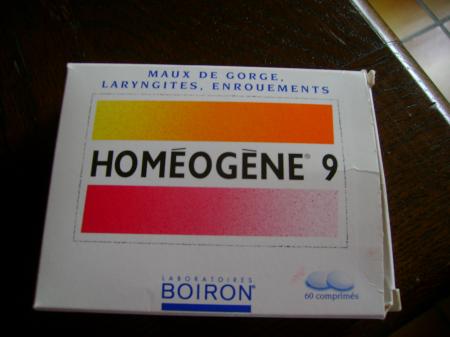 MAUX DE GORGE,
LARYNGITES, ENROUEMENTS
HOMÉOGÈNE® 9
LABORATOIRES
BOIRON®
60 comprimés